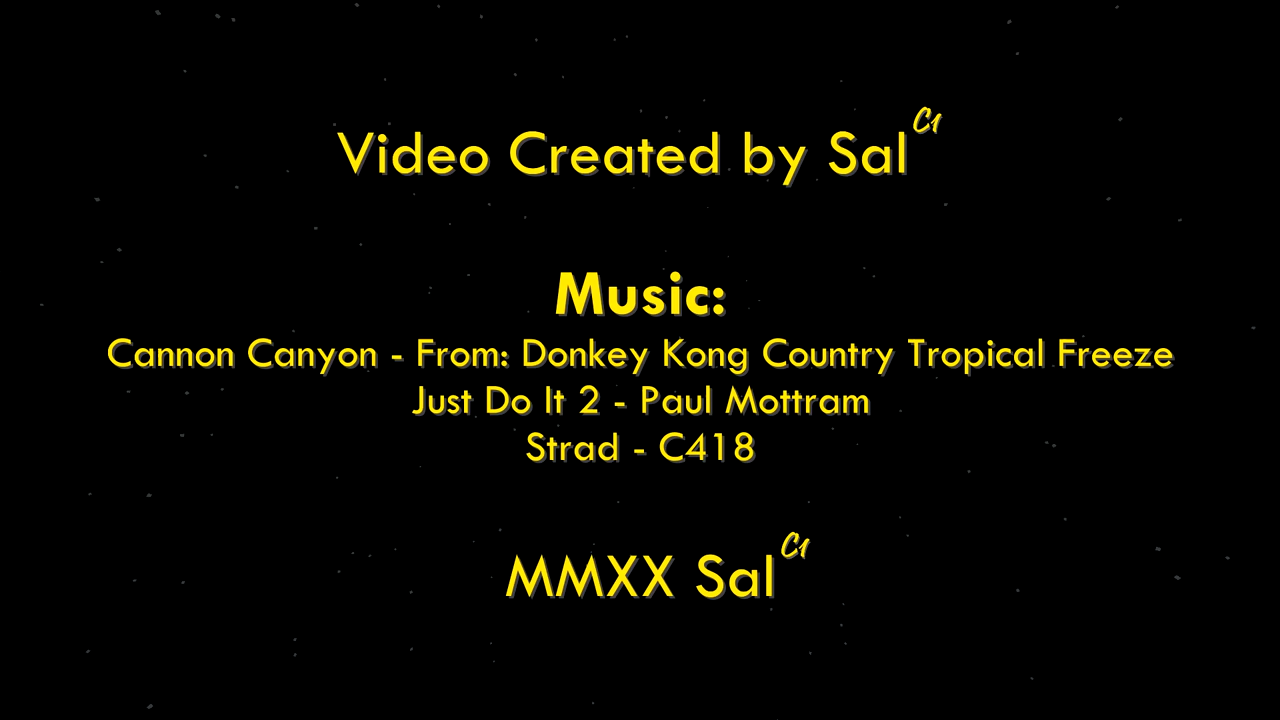 Video Created by Sal C1
Music:
Cannon Canyon - From: Donkey Kong Country Tropical Freeze
Just Do It 2 - Paul Mottram
Strad - C418
MMXX Sal C1